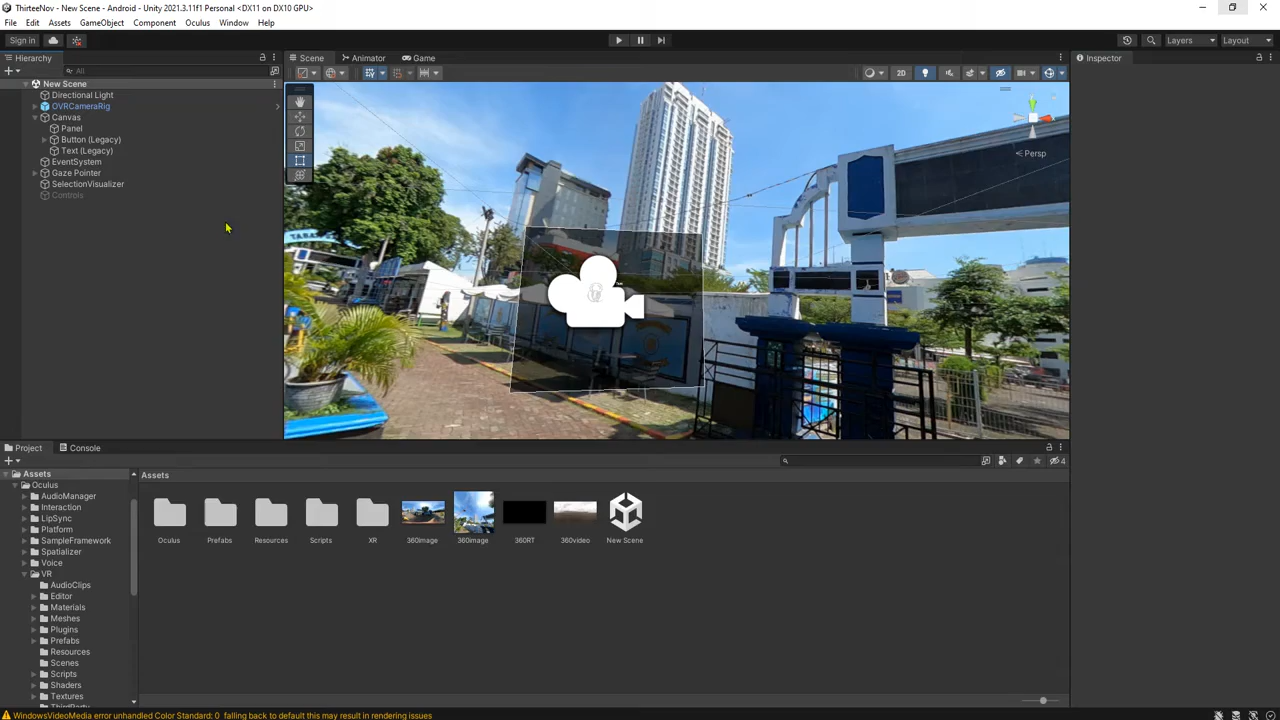 ThirteeNov - New Scene - Android - Unity 2021.3.11f1 Personal <DX11 on DX10 GPU>
File Edit Assets GameObject Component Oculus Window Help
Sign in
Layers
Layout
Hierarchy
Scene
Animator
Game
Inspector
All
2D
New Scene
Directional Light
OVRCameraRig
Canvas
Panel
Button (Legacy)
Text (Legacy)
EventSystem
Gaze Pointer
SelectionVisualizer
Controls
Persp
Project
Console
4
Assets
Oculus
AudioManager
Interaction
LipSync
Platform
SampleFramework
Spatializer
Voice
VR
AudioClips
Editor
Materials
Meshes
Plugins
Prefabs
Resources
Scenes
Scripts
Shaders
Textures
ThirdParty
Assets
Oculus Prefabs Resources Scripts XR 360image 360image 360RT 360video New Scene
WindowsVideoMedia error unhandled Color Standard: 0 falling back to default this may result in rendering issues